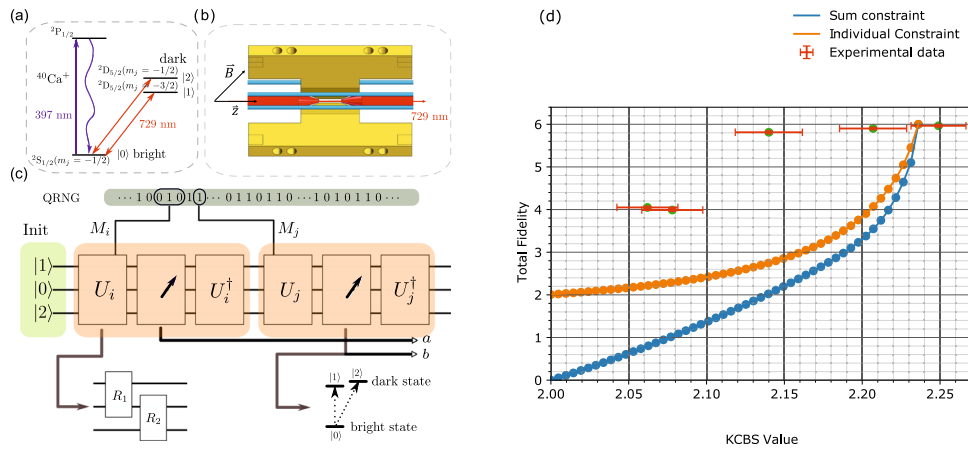 (a)
²P₁/₂
⁴⁰Ca⁺
397 nm
dark
²D₅/₂(mⱼ = −1/2)
|2⟩
²D₅/₂(mⱼ = −3/2)
|1⟩
729 nm
²S₁/₂(mⱼ = −1/2)
|0⟩ bright
(b)
B⃗
z⃗
729 nm
(c)
QRNG
··· 1 0 0 1 0 1 1 0 ··· 0 1 1 0 1 1 0 ··· 1 0 1 0 1 1 0 ···
Mᵢ
Mⱼ
Init
|1⟩
|0⟩
|2⟩
Uᵢ
Uᵢ†
Uⱼ
Uⱼ†
a
b
R₁
R₂
|1⟩
|2⟩
dark state
|0⟩
bright state
(d)
Sum constraint
Individual Constraint
Experimental data
Total Fidelity
6
5
4
3
2
1
0
2.00
2.05
2.10
2.15
2.20
2.25
KCBS Value